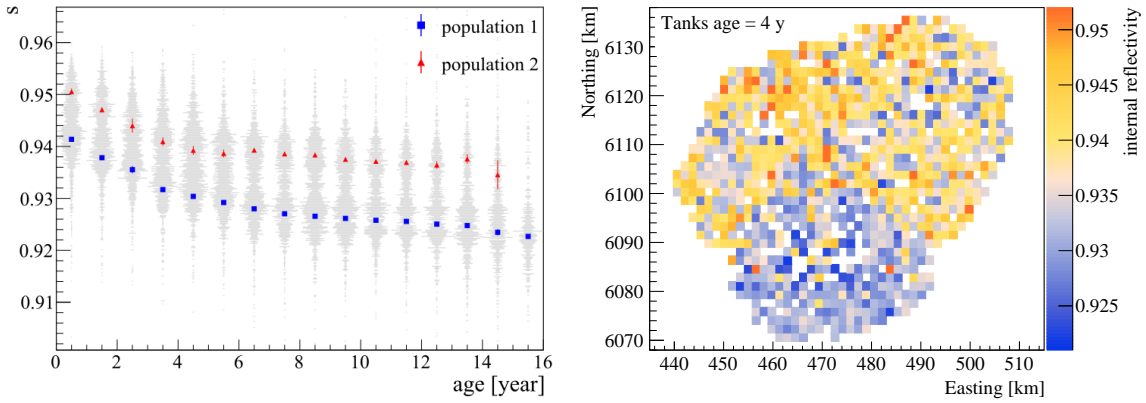 s
population 1
population 2
0.96
0.95
0.94
0.93
0.92
0.91
0 2 4 6 8 10 12 14 16
age [year]
Tanks age = 4 y
Northing [km]
6130
6120
6110
6100
6090
6080
6070
440 450 460 470 480 490 500 510
Easting [km]
0.95
0.945
0.94
0.935
0.93
0.925
internal reflectivity